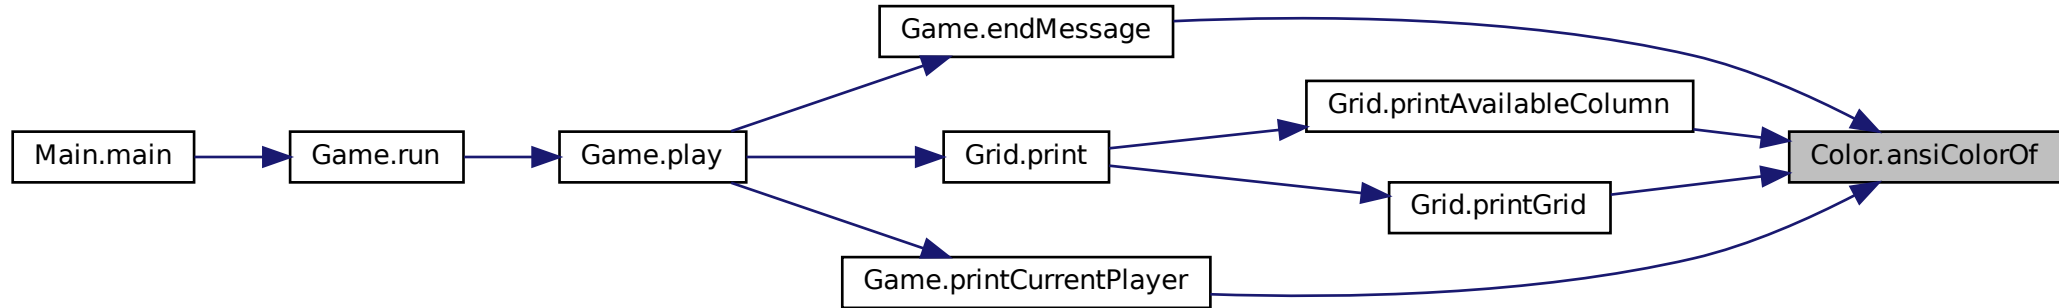 Main.main
Game.run
Game.play
Game.endMessage
Grid.print
Game.printCurrentPlayer
Grid.printAvailableColumn
Grid.printGrid
Color.ansiColorOf